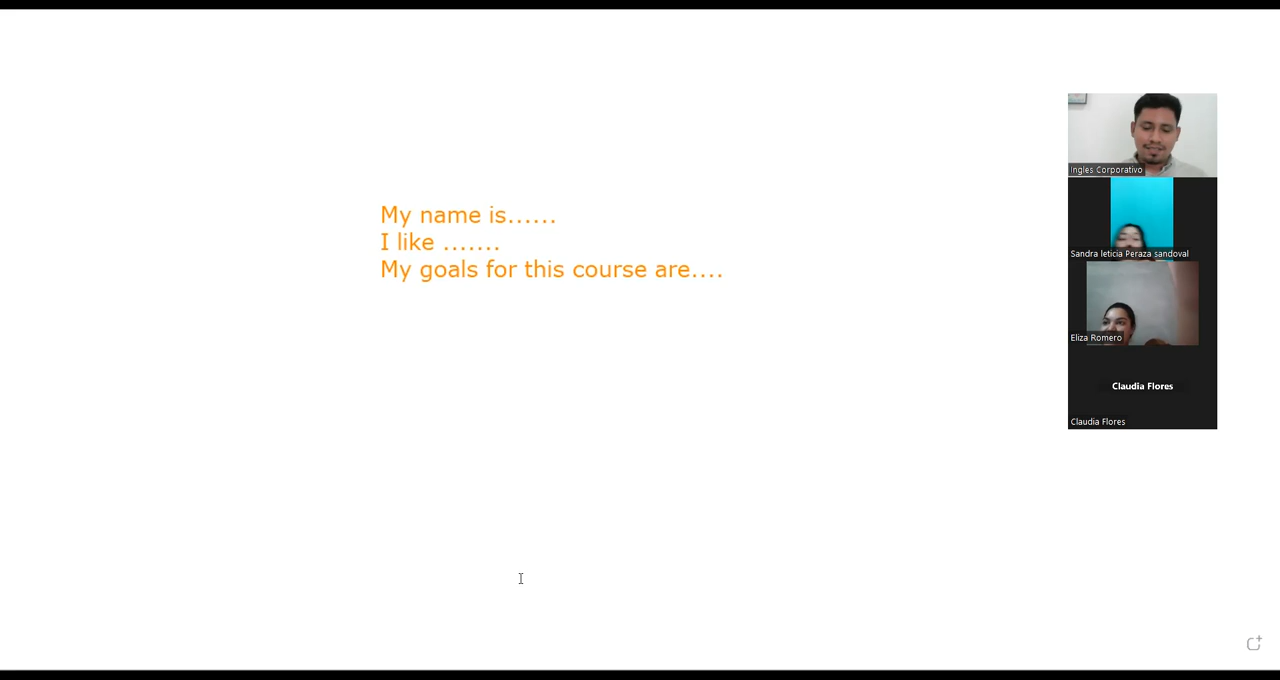 My name is......
I like .......
My goals for this course are....
Ingles Corporativo
Sandra leticia Peraza sandoval
Eliza Romero
Claudia Flores
Claudia Flores